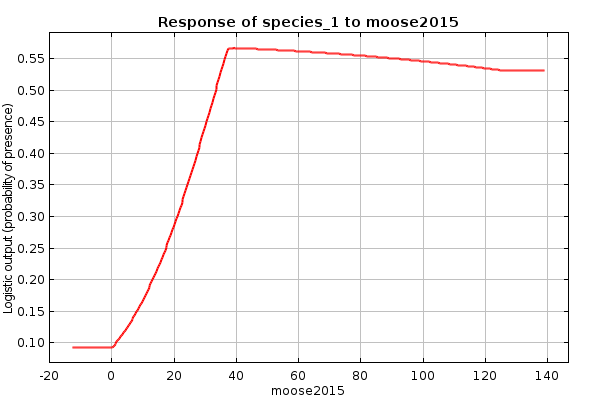 Response of species_1 to moose2015
Logistic output (probability of presence)
0.55
0.50
0.45
0.40
0.35
0.30
0.25
0.20
0.15
0.10
-20 0 20 40 60 80 100 120 140
moose2015